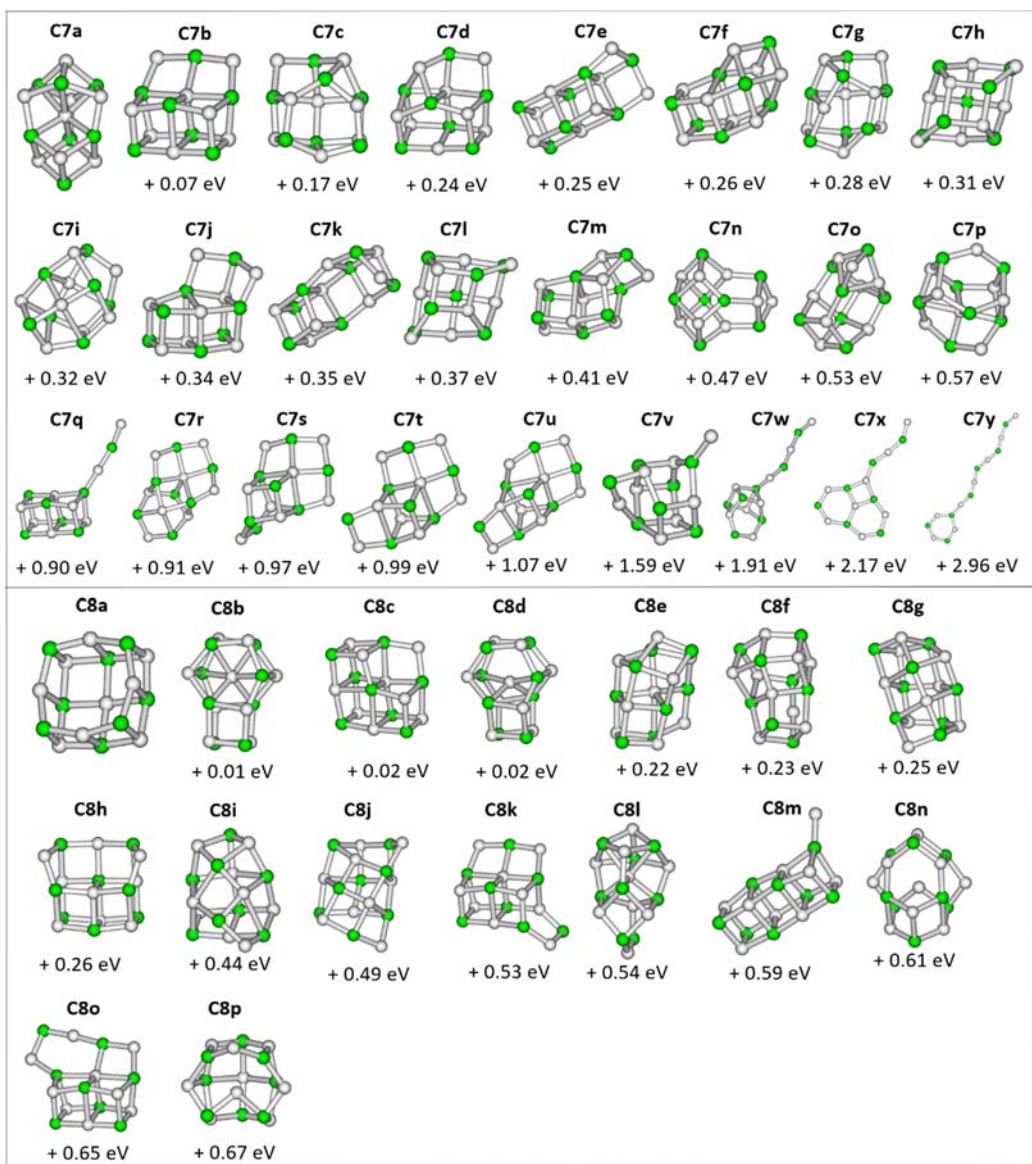 C7a C7b C7c C7d C7e C7f C7g C7h
+ 0.07 eV + 0.17 eV + 0.24 eV + 0.25 eV + 0.26 eV + 0.28 eV + 0.31 eV
C7i C7j C7k C7l C7m C7n C7o C7p
+ 0.32 eV + 0.34 eV + 0.35 eV + 0.37 eV + 0.41 eV + 0.47 eV + 0.53 eV + 0.57 eV
C7q C7r C7s C7t C7u C7v C7w C7x C7y
+ 0.90 eV + 0.91 eV + 0.97 eV + 0.99 eV + 1.07 eV + 1.59 eV + 1.91 eV + 2.17 eV + 2.96 eV
C8a C8b C8c C8d C8e C8f C8g
+ 0.01 eV + 0.02 eV + 0.02 eV + 0.22 eV + 0.23 eV + 0.25 eV
C8h C8i C8j C8k C8l C8m C8n
+ 0.26 eV + 0.44 eV + 0.49 eV + 0.53 eV + 0.54 eV + 0.59 eV + 0.61 eV
C8o C8p
+ 0.65 eV + 0.67 eV